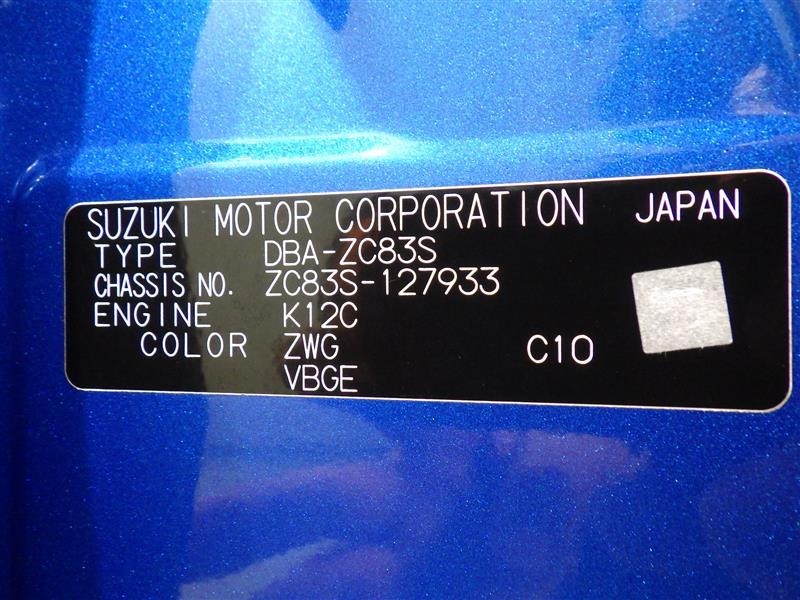 SUZUKI MOTOR CORPORATION JAPAN
TYPE DBA-ZC83S
CHASSIS NO. ZC83S-127933
ENGINE K12C
COLOR ZWG C10
VBGE